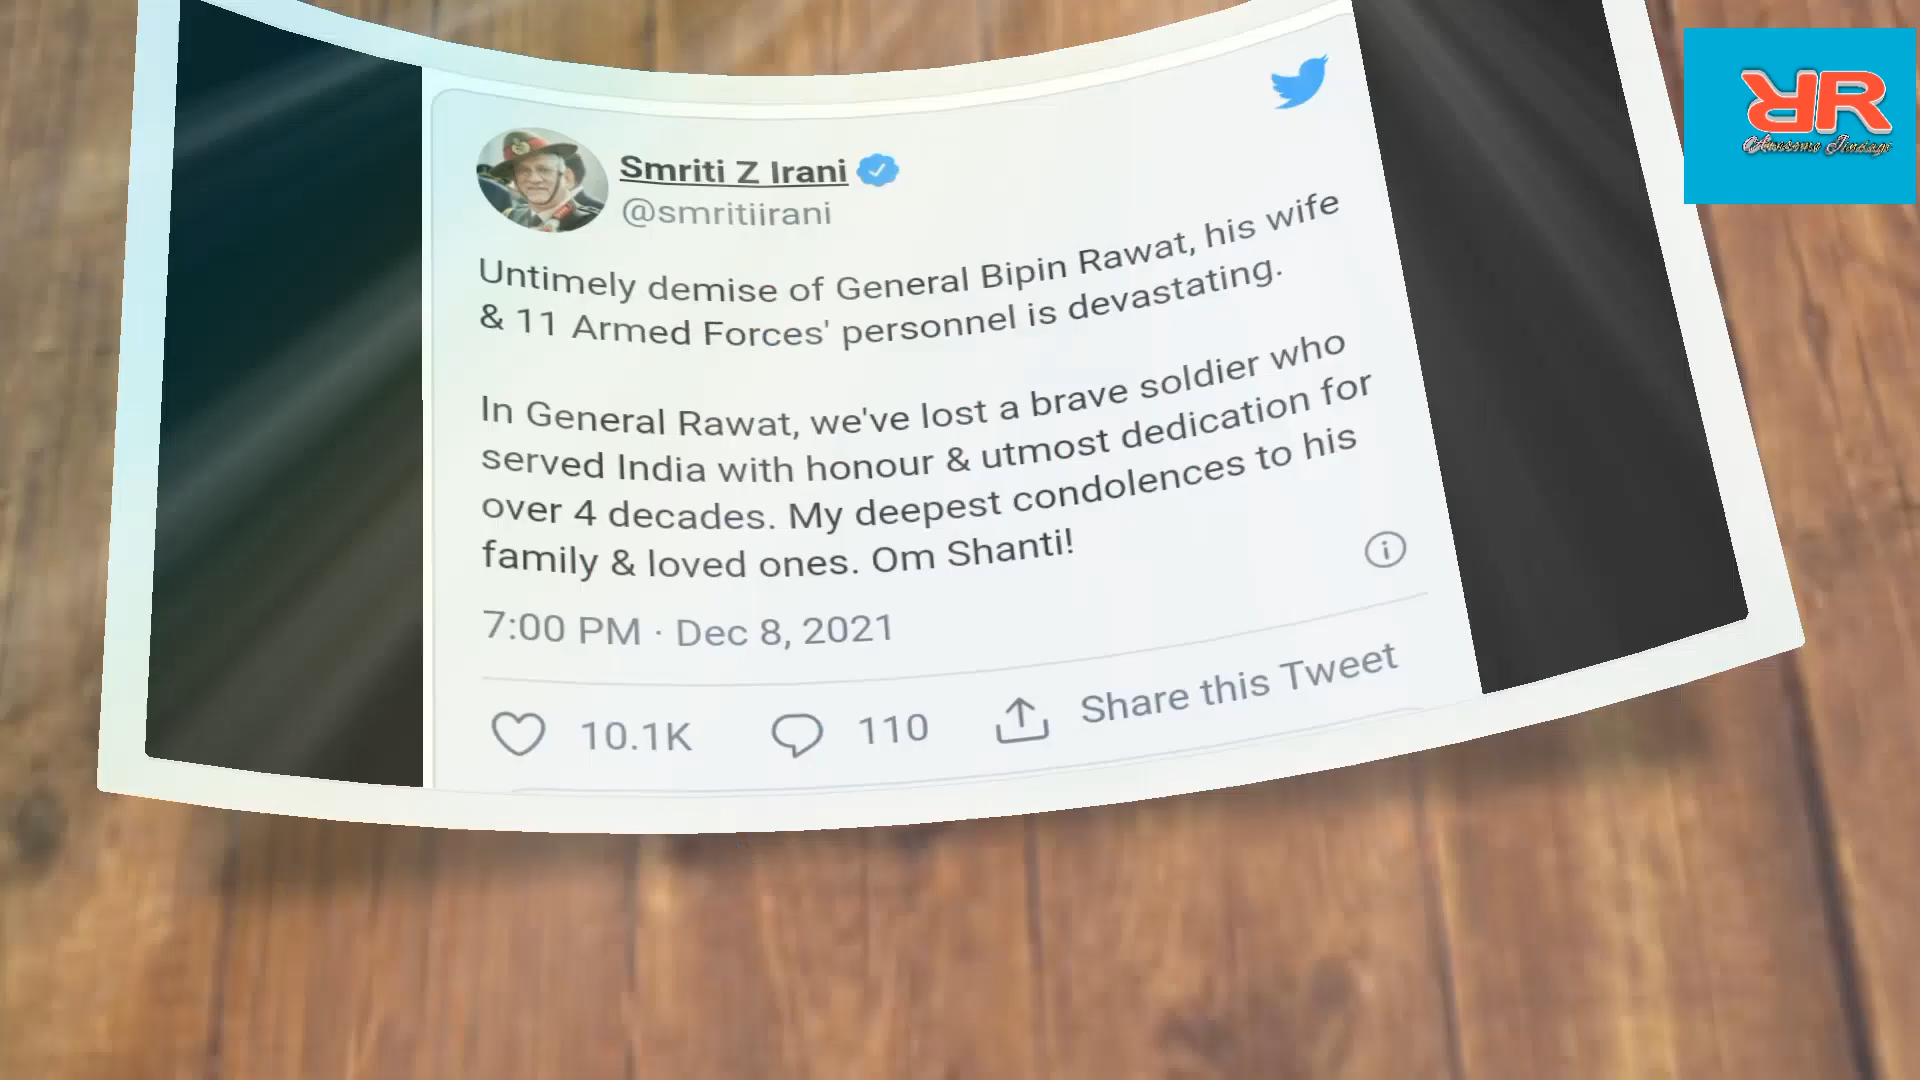 RR
Smriti Z Irani
@smritiirani
Untimely demise of General Bipin Rawat, his wife
& 11 Armed Forces' personnel is devastating.
In General Rawat, we've lost a brave soldier who
served India with honour & utmost dedication for
over 4 decades. My deepest condolences to his
family & loved ones. Om Shanti!
7:00 PM · Dec 8, 2021
10.1K 110 Share this Tweet